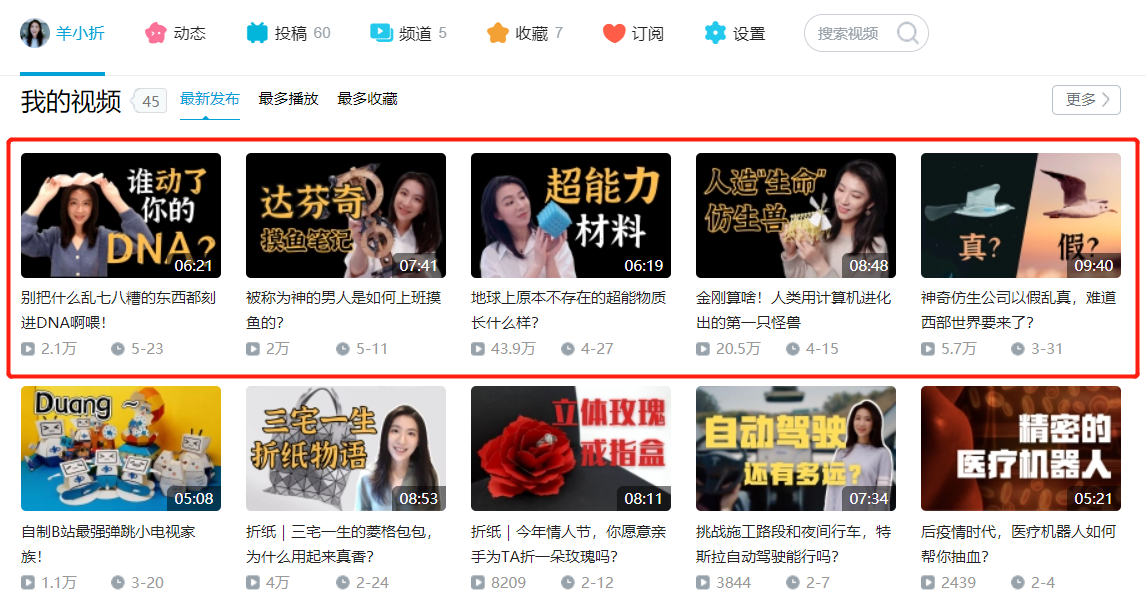 羊小折 动态 投稿 60 频道 5 收藏 7 订阅 设置 搜索视频
我的视频 45 最新发布 最多播放 最多收藏 更多
谁动了
你的
DNA?
06:21
达芬奇
摸鱼笔记
07:41
超能力
材料
06:19
人造"生命"
仿生兽
08:48
真?
假?
09:40
别把什么乱七八糟的东西都刻
进DNA啊喂!
2.1万 5-23
被称为神的男人是如何上班摸
鱼的?
2万 5-11
地球上原本不存在的超能物质
长什么样?
43.9万 4-27
金刚算啥!人类用计算机进化
出的第一只怪兽
20.5万 4-15
神奇仿生公司以假乱真,难道
西部世界要来了?
5.7万 3-31
Duang~
05:08
三宅一生
折纸物语
08:53
立体玫瑰
戒指盒
08:11
自动驾驶
还有多远?
07:34
精密的
医疗机器人
05:21
自制B站最强弹跳小电视家
族!
1.1万 3-20
折纸|三宅一生的菱格包包,
为什么用起来真香?
4万 2-24
折纸|今年情人节,你愿意亲
手为TA折一朵玫瑰吗?
8209 2-12
挑战施工路段和夜间行车,特
斯拉自动驾驶能行吗?
3844 2-7
后疫情时代,医疗机器人如何
帮你抽血?
2439 2-4